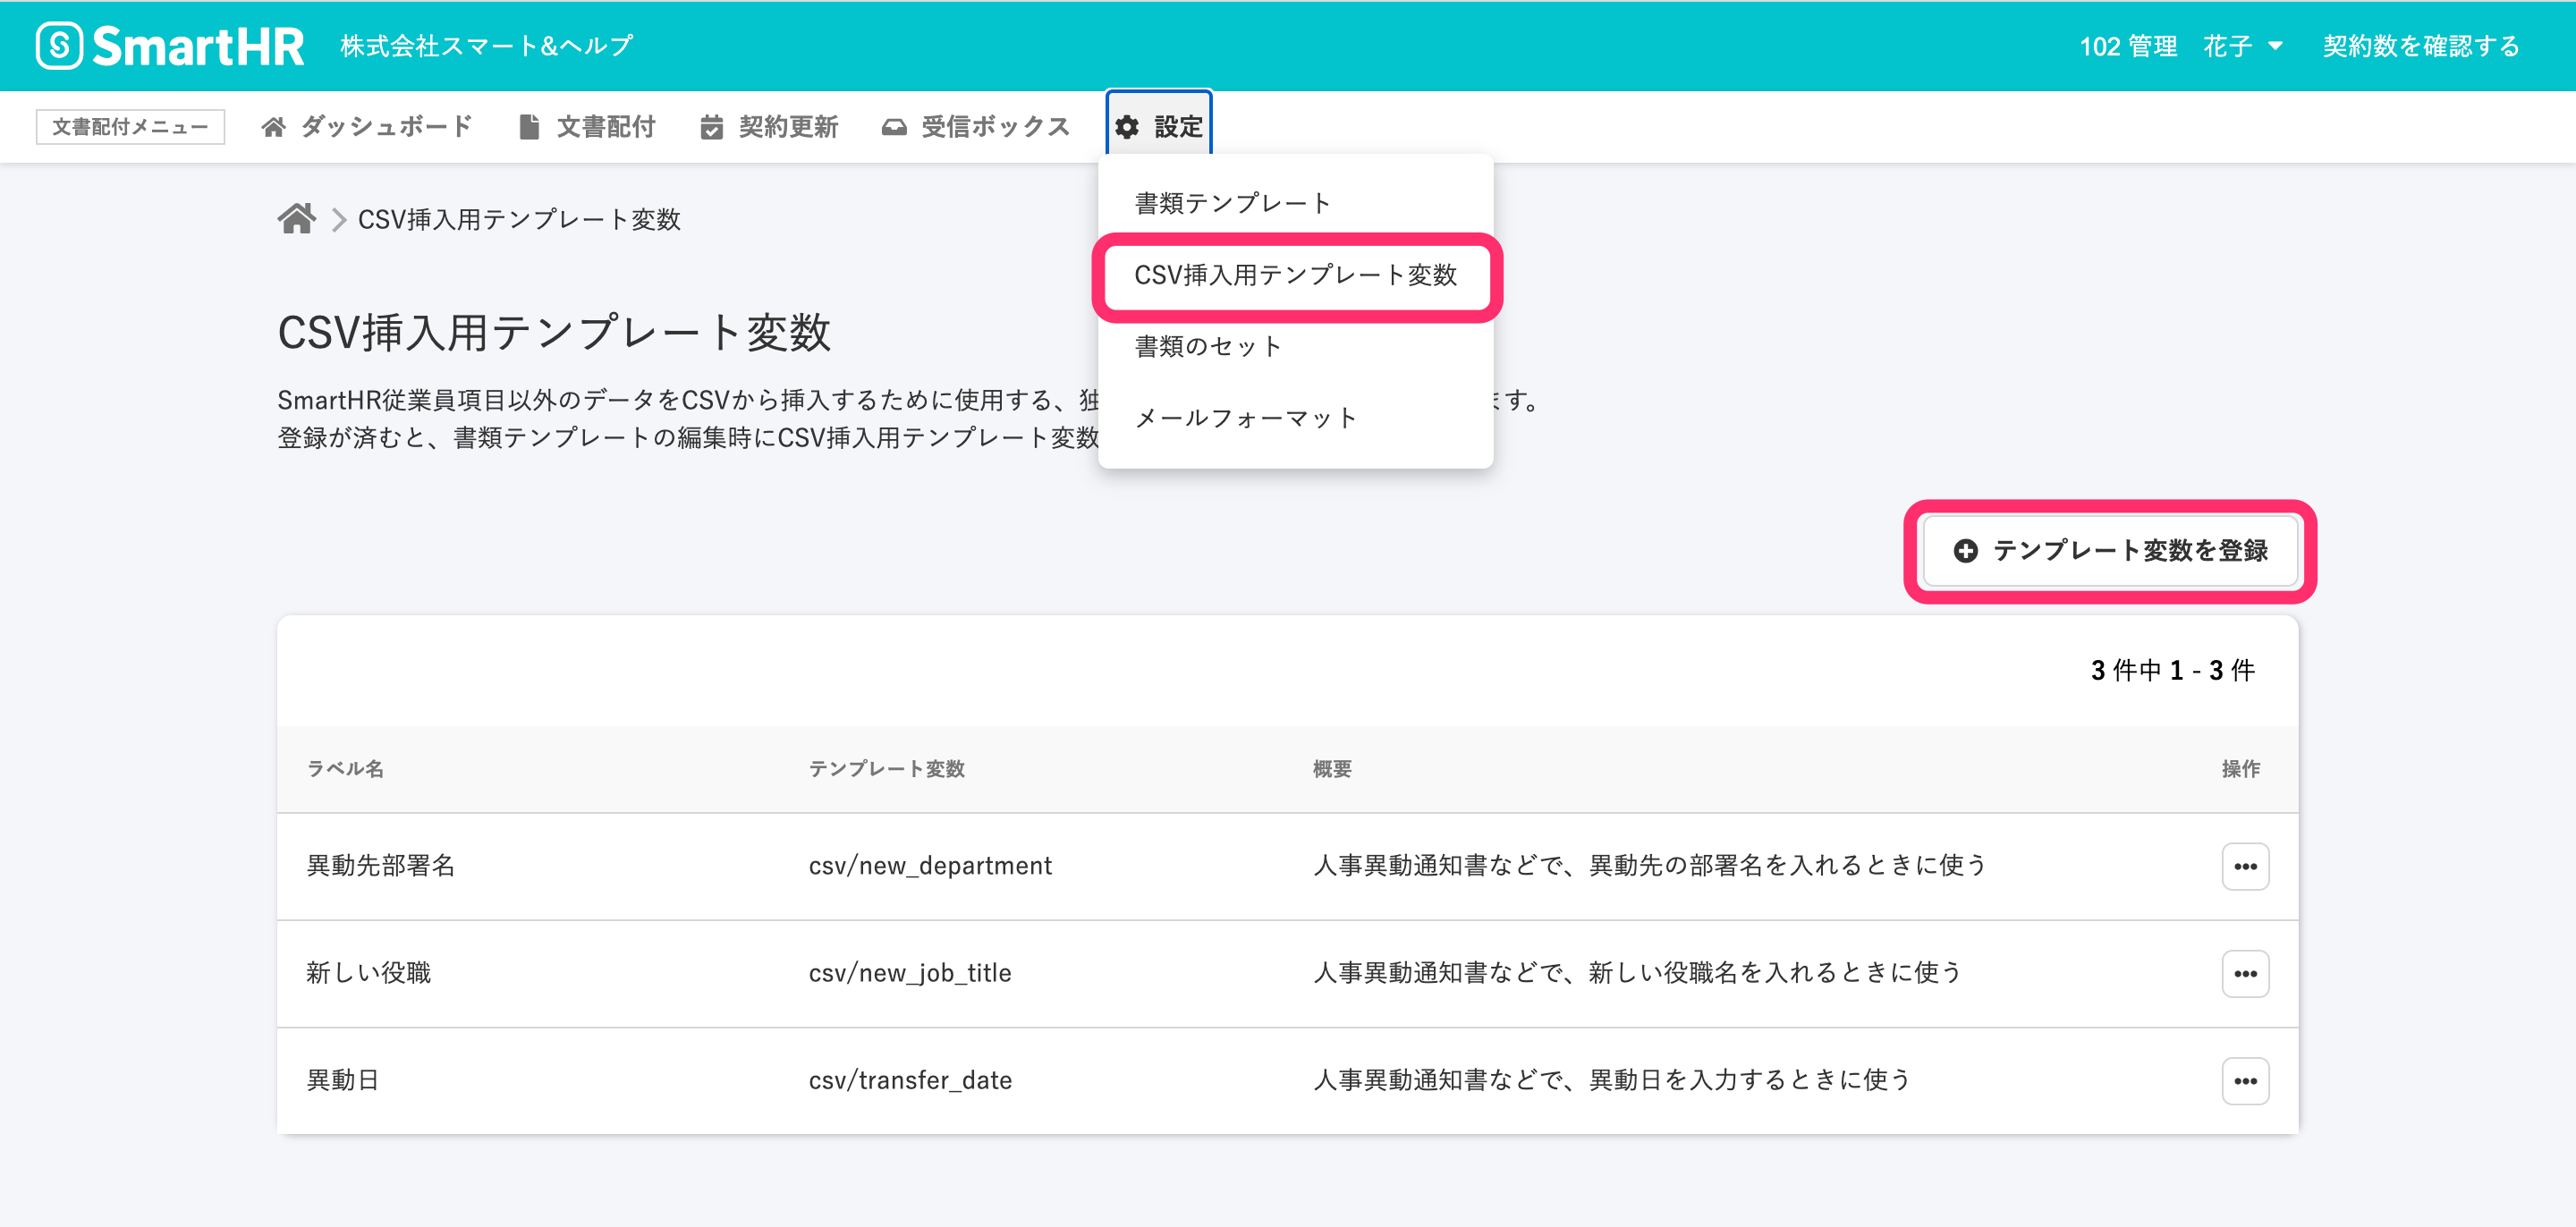 SmartHR 株式会社スマート&ヘルプ 102 管理 花子 契約数を確認する
文書配付メニュー ダッシュボード 文書配付 契約更新 受信ボックス 設定
書類テンプレート
CSV挿入用テンプレート変数
書類のセット
メールフォーマット
CSV挿入用テンプレート変数
CSV挿入用テンプレート変数
SmartHR従業員項目以外のデータをCSVから挿入するために使用する、独 ます。
登録が済むと、書類テンプレートの編集時にCSV挿入用テンプレート変数
テンプレート変数を登録
3 件中 1 - 3 件
ラベル名 テンプレート変数 概要 操作
異動先部署名 csv/new_department 人事異動通知書などで、異動先の部署名を入れるときに使う
新しい役職 csv/new_job_title 人事異動通知書などで、新しい役職名を入れるときに使う
異動日 csv/transfer_date 人事異動通知書などで、異動日を入力するときに使う